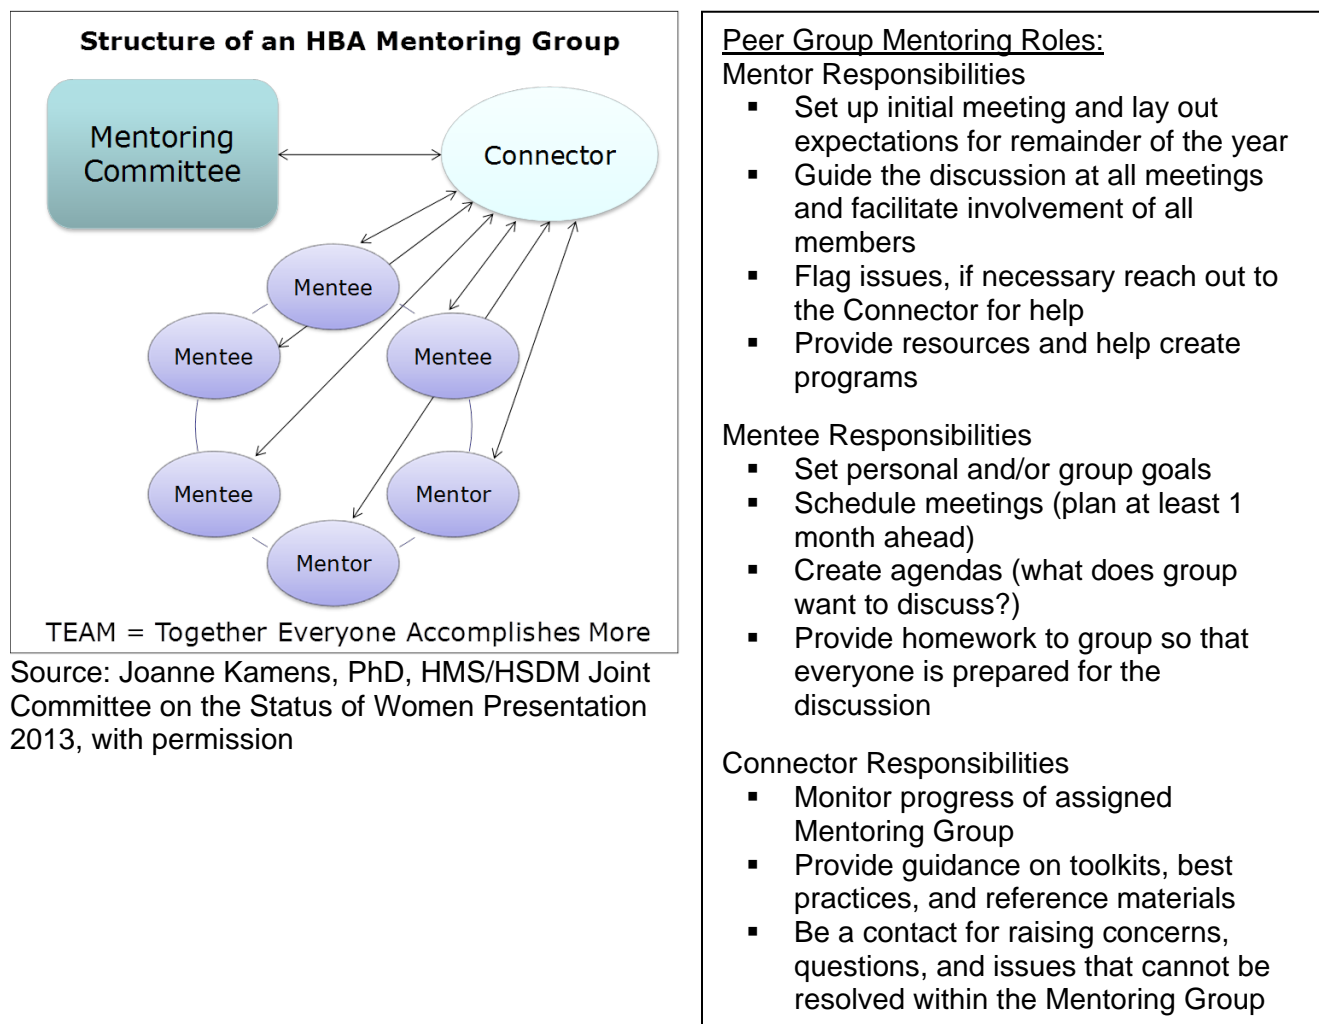 Structure of an HBA Mentoring Group
Mentoring
Committee
Connector
Mentee
Mentee
Mentee
Mentee
Mentor
Mentor
TEAM = Together Everyone Accomplishes More
Source: Joanne Kamens, PhD, HMS/HSDM Joint
Committee on the Status of Women Presentation
2013, with permission
Peer Group Mentoring Roles:
Mentor Responsibilities
▪ Set up initial meeting and lay out
expectations for remainder of the year
▪ Guide the discussion at all meetings
and facilitate involvement of all
members
▪ Flag issues, if necessary reach out to
the Connector for help
▪ Provide resources and help create
programs
Mentee Responsibilities
▪ Set personal and/or group goals
▪ Schedule meetings (plan at least 1
month ahead)
▪ Create agendas (what does group
want to discuss?)
▪ Provide homework to group so that
everyone is prepared for the
discussion
Connector Responsibilities
▪ Monitor progress of assigned
Mentoring Group
▪ Provide guidance on toolkits, best
practices, and reference materials
▪ Be a contact for raising concerns,
questions, and issues that cannot be
resolved within the Mentoring Group